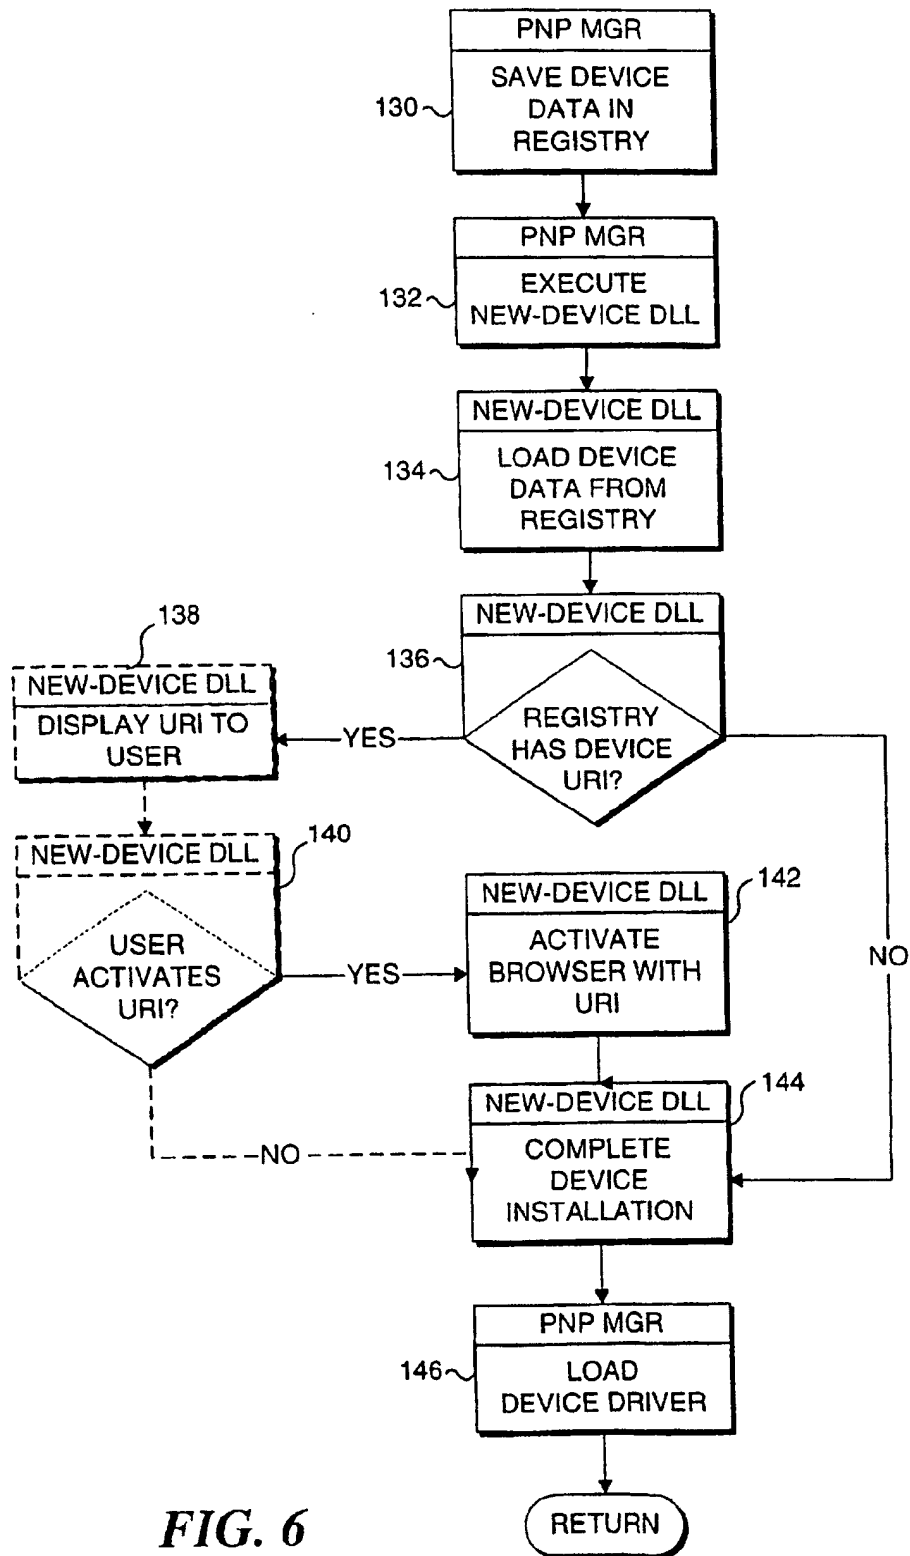 PNP MGR
SAVE DEVICE
DATA IN
REGISTRY
130
PNP MGR
EXECUTE
NEW-DEVICE DLL
132
NEW-DEVICE DLL
LOAD DEVICE
DATA FROM
REGISTRY
134
NEW-DEVICE DLL
136
REGISTRY
HAS DEVICE
URI?
YES
NO
138
NEW-DEVICE DLL
DISPLAY URI TO
USER
140
NEW-DEVICE DLL
USER
ACTIVATES
URI?
YES
NO
142
NEW-DEVICE DLL
ACTIVATE
BROWSER WITH
URI
144
NEW-DEVICE DLL
COMPLETE
DEVICE
INSTALLATION
PNP MGR
146
LOAD
DEVICE DRIVER
RETURN
FIG. 6